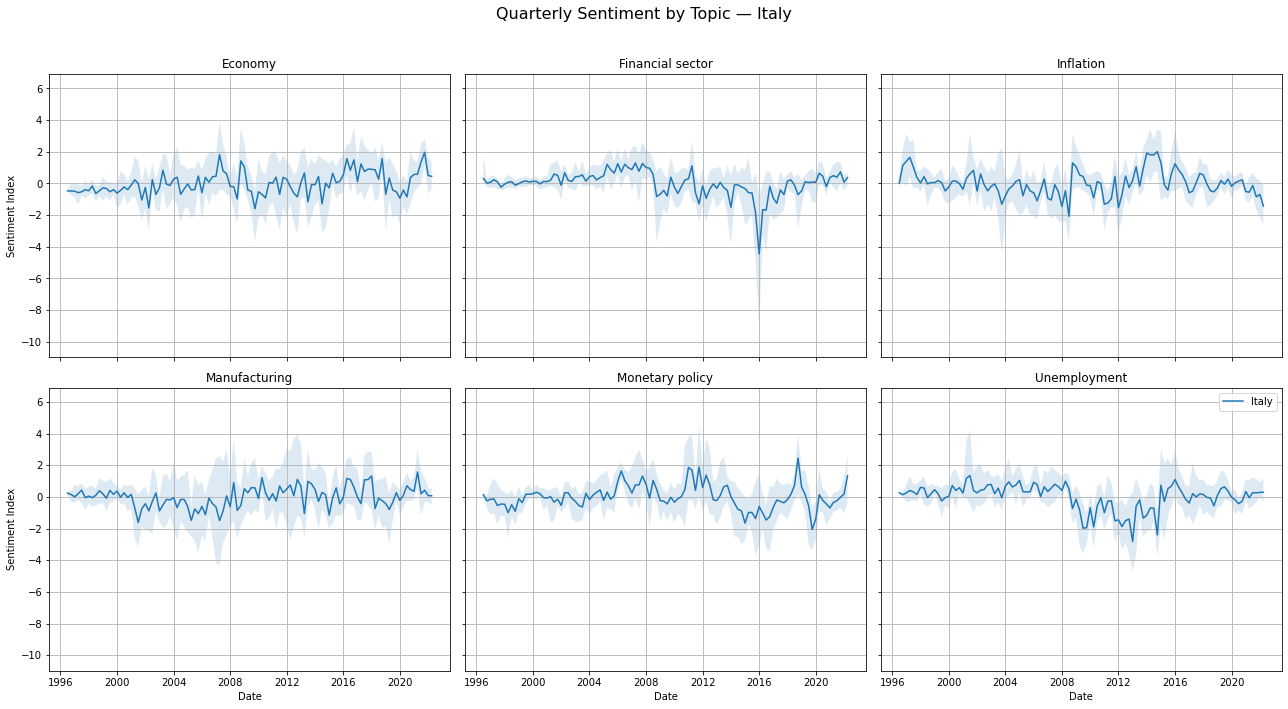 Quarterly Sentiment by Topic — Italy
Economy
Financial sector
Inflation
Sentiment Index
6
4
2
0
−2
−4
−6
−8
−10
Manufacturing
Monetary policy
Unemployment
Sentiment Index
6
4
2
0
−2
−4
−6
−8
−10
Italy
1996 2000 2004 2008 2012 2016 2020
1996 2000 2004 2008 2012 2016 2020
1996 2000 2004 2008 2012 2016 2020
Date
Date
Date